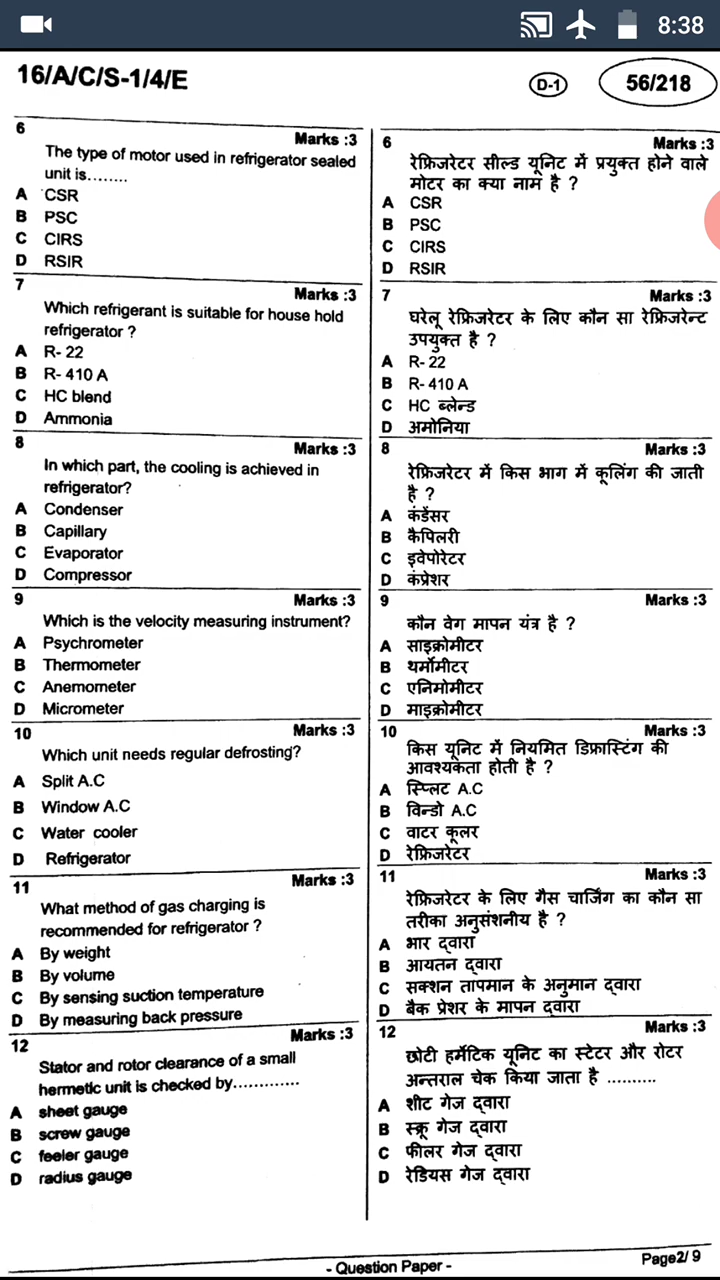 8:38
16/A/C/S-1/4/E
D-1
56/218
6
Marks :3
The type of motor used in refrigerator sealed
unit is........
A CSR
B PSC
C CIRS
D RSIR
7
Marks :3
Which refrigerant is suitable for house hold
refrigerator ?
A R- 22
B R- 410 A
C HC blend
D Ammonia
8
Marks :3
In which part, the cooling is achieved in
refrigerator?
A Condenser
B Capillary
C Evaporator
D Compressor
9
Marks :3
Which is the velocity measuring instrument?
A Psychrometer
B Thermometer
C Anemometer
D Micrometer
10
Marks :3
Which unit needs regular defrosting?
A Split A.C
B Window A.C
C Water cooler
D Refrigerator
11
Marks :3
What method of gas charging is
recommended for refrigerator ?
A By weight
B By volume
C By sensing suction temperature
D By measuring back pressure
12
Marks :3
Stator and rotor clearance of a small
hermetic unit is checked by.............
A sheet gauge
B screw gauge
C feeler gauge
D radius gauge
6
Marks :3
रेफ्रिजरेटर सील्ड यूनिट में प्रयुक्त होने वाले
मोटर का क्या नाम है ?
A CSR
B PSC
C CIRS
D RSIR
7
Marks :3
घरेलू रेफ्रिजरेटर के लिए कौन सा रेफ्रिजरेन्ट
उपयुक्त है ?
A R- 22
B R- 410 A
C HC ब्लेन्ड
D अमोनिया
8
Marks :3
रेफ्रिजरेटर में किस भाग में कूलिंग की जाती
है ?
A कंडेंसर
B कैपिलरी
C इवेपोरेटर
D कंप्रेशर
9
Marks :3
कौन वेग मापन यंत्र है ?
A साइक्रोमीटर
B थर्मोमीटर
C एनिमोमीटर
D माइक्रोमीटर
10
Marks :3
किस यूनिट में नियमित डिफ्रास्टिंग की
आवश्यकता होती है ?
A स्प्लिट A.C
B विन्डो A.C
C वाटर कूलर
D रेफ्रिजरेटर
11
Marks :3
रेफ्रिजरेटर के लिए गैस चार्जिंग का कौन सा
तरीका अनुसंशनीय है ?
A भार द्वारा
B आयतन द्वारा
C सक्शन तापमान के अनुमान द्वारा
D बैक प्रेशर के मापन द्वारा
12
Marks :3
छोटी हर्मेटिक यूनिट का स्टेटर और रोटर
अन्तराल चेक किया जाता है ..........
A शीट गेज द्वारा
B स्क्रू गेज द्वारा
C फीलर गेज द्वारा
D रेडियस गेज द्वारा
- Question Paper -
Page2/ 9